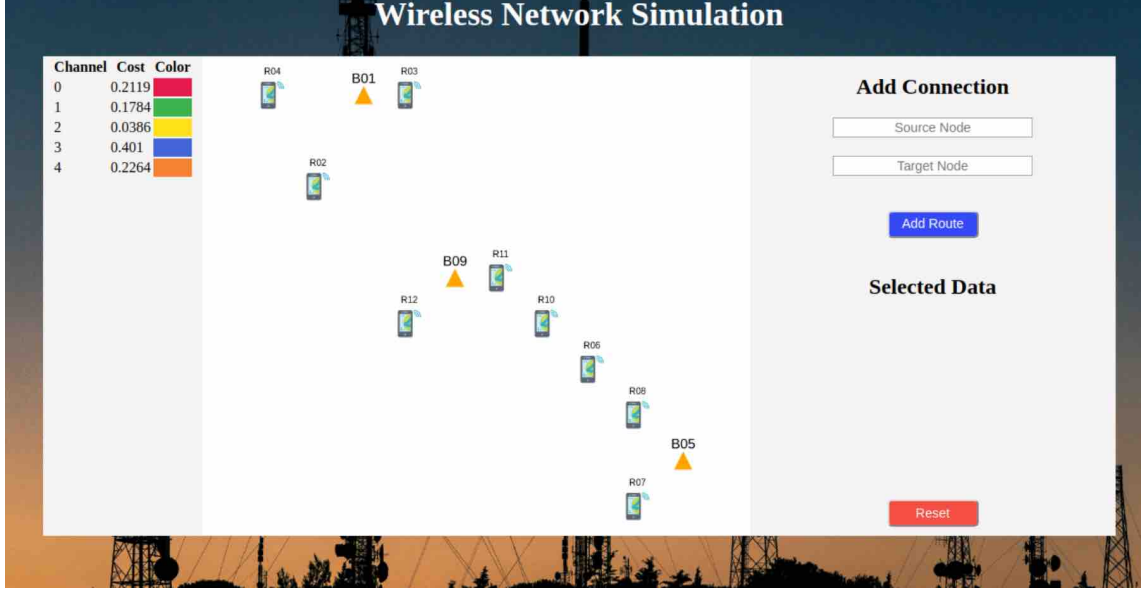 Wireless Network Simulation
Channel Cost Color
0 0.2119
1 0.1784
2 0.0386
3 0.401
4 0.2264
R04
B01
R03
R02
B09
R11
R12
R10
R06
R08
B05
R07
Add Connection
Source Node
Target Node
Add Route
Selected Data
Reset